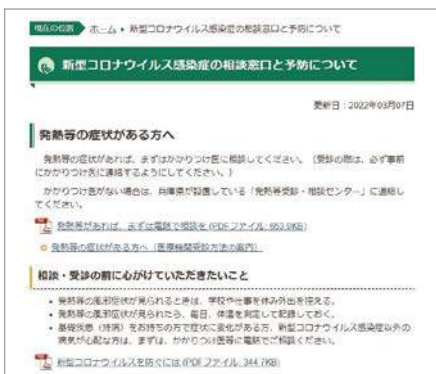 現在の位置 ホーム 新型コロナウイルス感染症の相談窓口と予防について
新型コロナウイルス感染症の相談窓口と予防について
更新日:2022年03月07日
発熱等の症状がある方へ
発熱等の症状があれば、まずはかかりつけ医に相談してください。(受診の際は、必ず事前
にかかりつけ医に連絡するようにしてください。)
かかりつけ医がない場合は、兵庫県が設置している「発熱等受診・相談センター」に連絡し
てください。
発熱等があれば、まずは電話で相談を (PDFファイル: 653.9KB)
発熱等の症状がある方へ(医療機関受診方法の案内)
相談・受診の前に心がけていただきたいこと
• 発熱等の風邪症状が見られるときは、学校や仕事を休み外出を控える。
• 発熱等の風邪症状が見られたら、毎日、体温を測定して記録しておく。
• 基礎疾患(持病)をお持ちの方で症状に変化がある方、新型コロナウイルス感染症以外の
病気が心配な方は、まずは、かかりつけ医等に電話でご相談ください。
新型コロナウイルスを防ぐには (PDFファイル: 344.7KB)